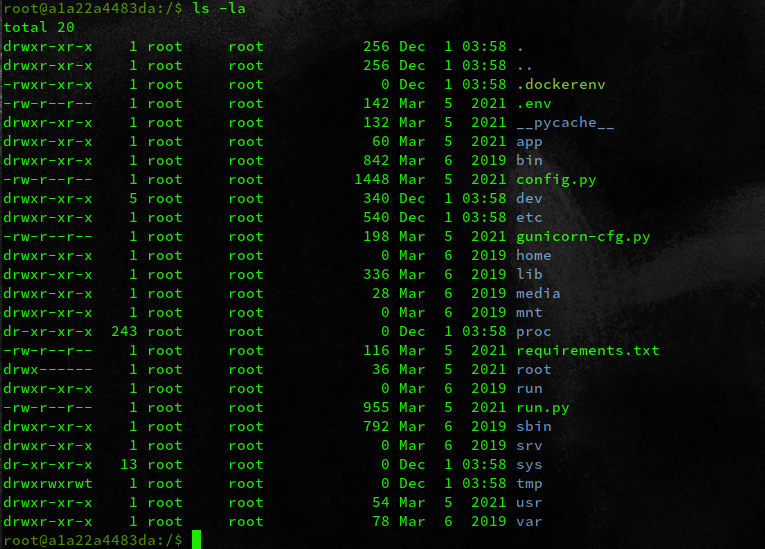 root@a1a22a4483da:/$ ls -la
total 20
drwxr-xr-x    1 root     root           256 Dec  1 03:58 .
drwxr-xr-x    1 root     root           256 Dec  1 03:58 ..
-rwxr-xr-x    1 root     root             0 Dec  1 03:58 .dockerenv
-rw-r--r--    1 root     root           142 Mar  5  2021 .env
drwxr-xr-x    1 root     root           132 Mar  5  2021 __pycache__
drwxr-xr-x    1 root     root            60 Mar  5  2021 app
drwxr-xr-x    1 root     root           842 Mar  6  2019 bin
-rw-r--r--    1 root     root          1448 Mar  5  2021 config.py
drwxr-xr-x    5 root     root           340 Dec  1 03:58 dev
drwxr-xr-x    1 root     root           540 Dec  1 03:58 etc
-rw-r--r--    1 root     root           198 Mar  5  2021 gunicorn-cfg.py
drwxr-xr-x    1 root     root             0 Mar  6  2019 home
drwxr-xr-x    1 root     root           336 Mar  6  2019 lib
drwxr-xr-x    1 root     root            28 Mar  6  2019 media
drwxr-xr-x    1 root     root             0 Mar  6  2019 mnt
dr-xr-xr-x  243 root     root             0 Dec  1 03:58 proc
-rw-r--r--    1 root     root           116 Mar  5  2021 requirements.txt
drwx------    1 root     root            36 Mar  5  2021 root
drwxr-xr-x    1 root     root             0 Mar  6  2019 run
-rw-r--r--    1 root     root           955 Mar  5  2021 run.py
drwxr-xr-x    1 root     root           792 Mar  6  2019 sbin
drwxr-xr-x    1 root     root             0 Mar  6  2019 srv
dr-xr-xr-x   13 root     root             0 Dec  1 03:58 sys
drwxrwxrwt    1 root     root             0 Dec  1 03:58 tmp
drwxr-xr-x    1 root     root            54 Mar  5  2021 usr
drwxr-xr-x    1 root     root            78 Mar  6  2019 var
root@a1a22a4483da:/$